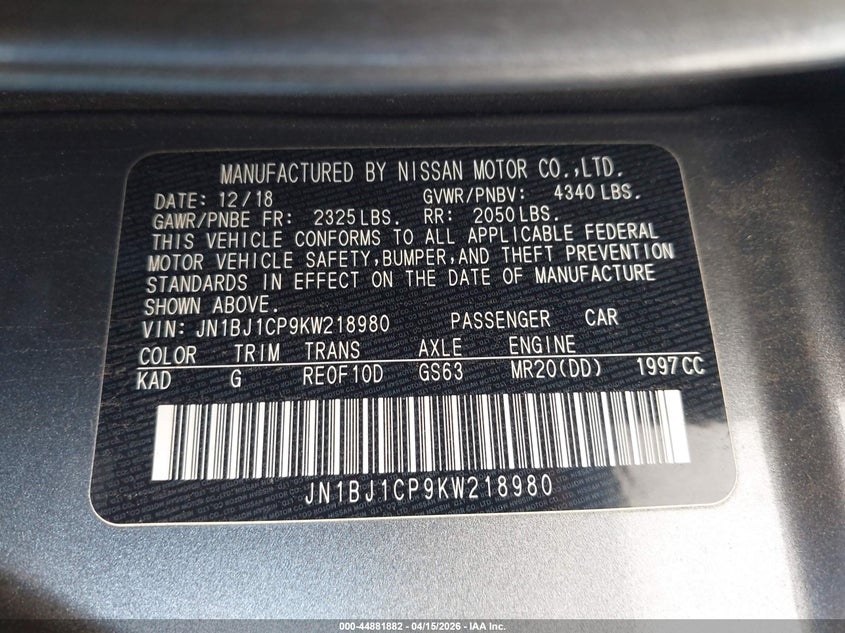 MANUFACTURED BY NISSAN MOTOR CO.,LTD.
DATE: 12/18 GVWR/PNBV: 4340 LBS.
GAWR/PNBE FR: 2325 LBS. RR: 2050 LBS.
THIS VEHICLE CONFORMS TO ALL APPLICABLE FEDERAL
MOTOR VEHICLE SAFETY,BUMPER,AND THEFT PREVENTION
STANDARDS IN EFFECT ON THE DATE OF MANUFACTURE
SHOWN ABOVE.
VIN: JN1BJ1CP9KW218980 PASSENGER CAR
COLOR TRIM TRANS AXLE ENGINE
KAD G RE0F10D GS63 MR20(DD) 1997 CC
JN1BJ1CP9KW218980
000-44881882 - 04/15/2026 - IAA Inc.